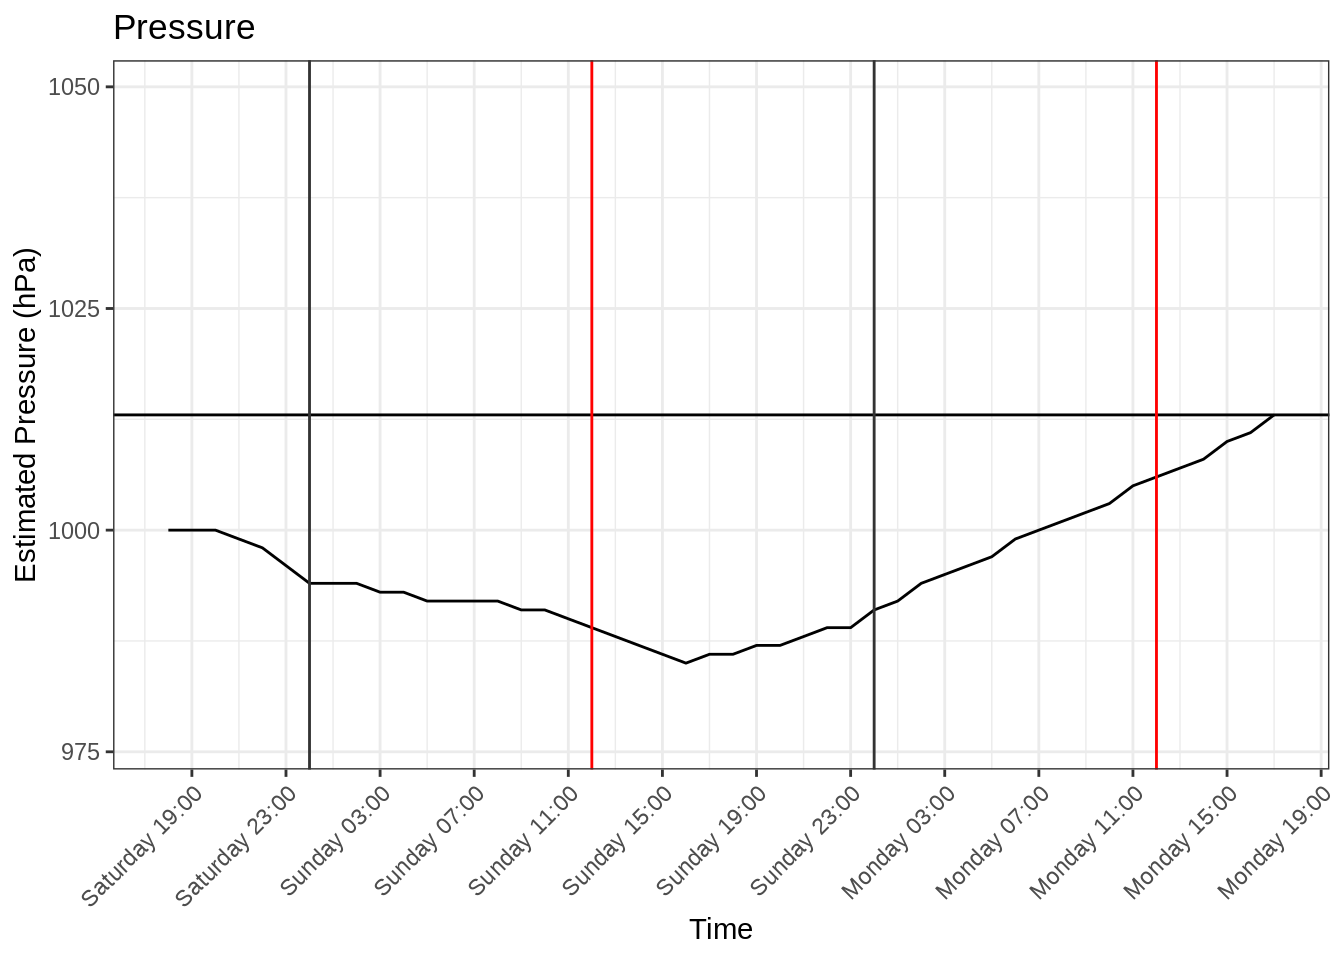 Pressure
Estimated Pressure (hPa)
1050
1025
1000
975
Saturday 19:00
Saturday 23:00
Sunday 03:00
Sunday 07:00
Sunday 11:00
Sunday 15:00
Sunday 19:00
Sunday 23:00
Monday 03:00
Monday 07:00
Monday 11:00
Monday 15:00
Monday 19:00
Time